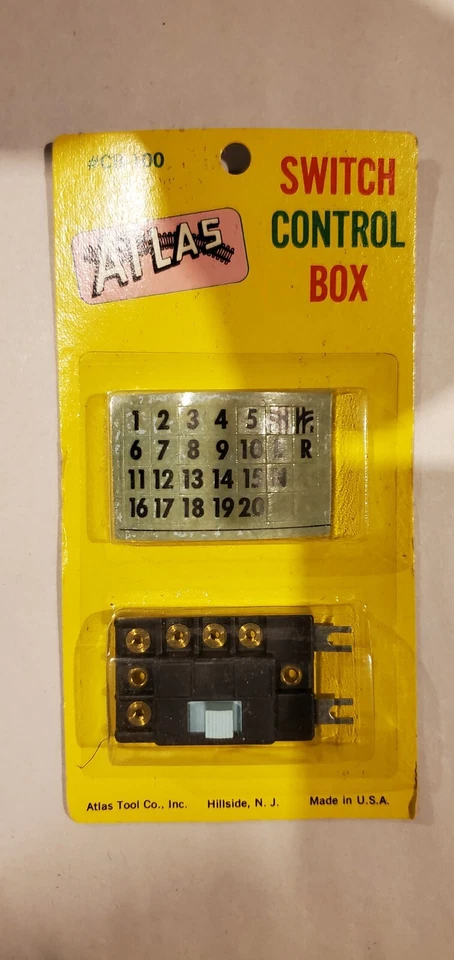 SWITCH
CONTROL
BOX
ATLAS
1 2 3 4 5
6 7 8 9 10 R
11 12 13 14 15 N
16 17 18 19 20
Atlas Tool Co., Inc. Hillside, N. J. Made in U.S.A.